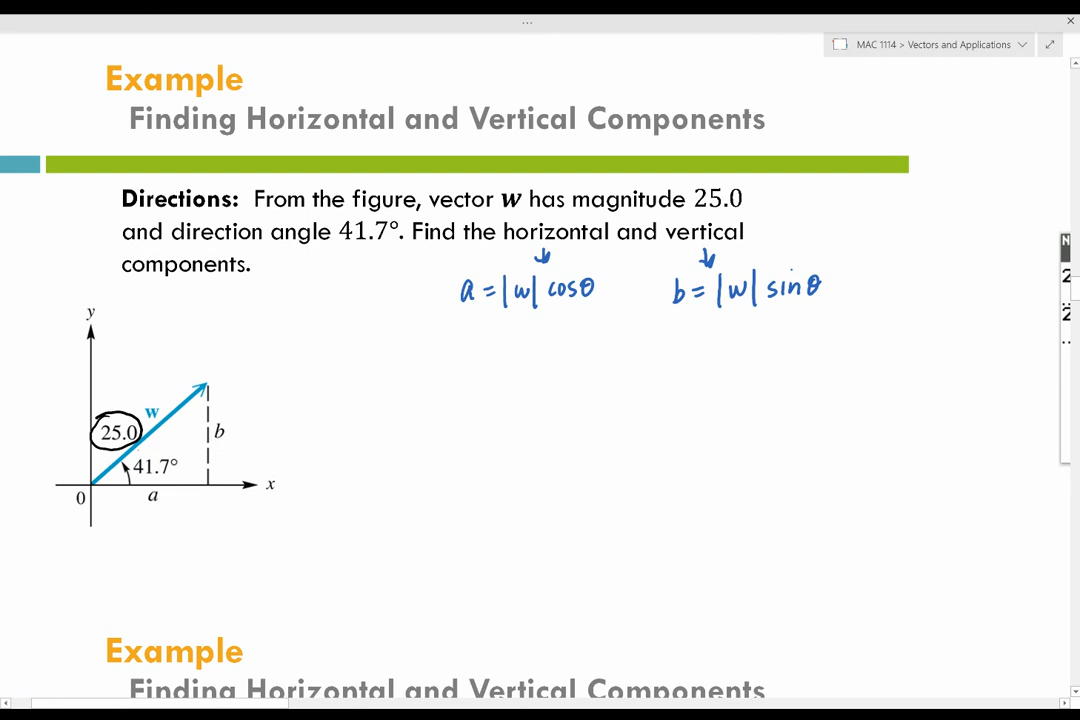 ...
MAC 1114 > Vectors and Applications
Example
Finding Horizontal and Vertical Components
Directions: From the figure, vector w has magnitude 25.0
and direction angle 41.7°. Find the horizontal and vertical
components.
a = |w| cosθ
b = |w| sinθ
y
w
25.0
b
41.7°
0
a
x
N
2
2
..
Example
Finding Horizontal and Vertical Components